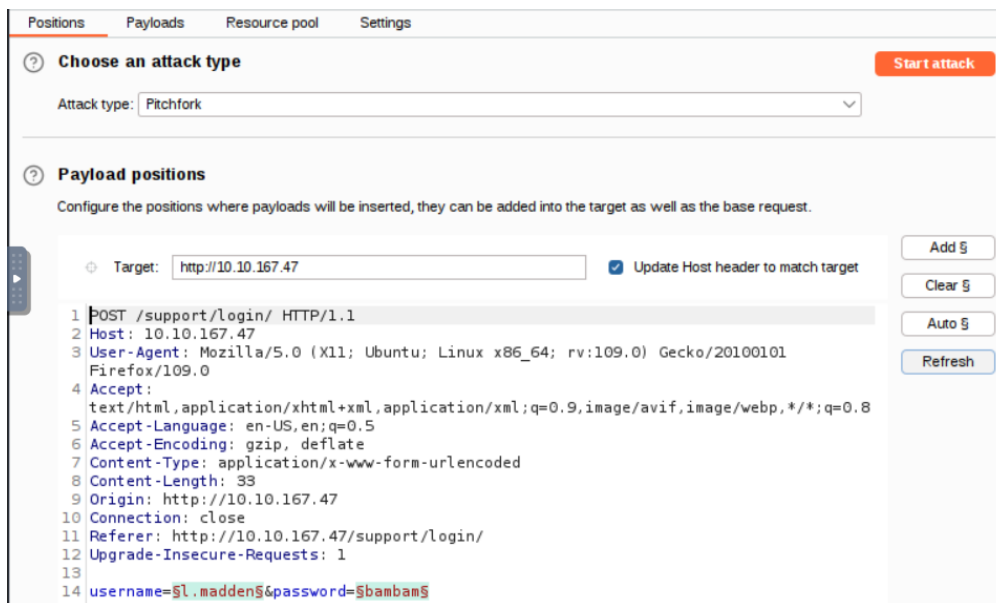 Positions Payloads Resource pool Settings
Choose an attack type
Start attack
Attack type: Pitchfork
Payload positions
Configure the positions where payloads will be inserted, they can be added into the target as well as the base request.
Target: http://10.10.167.47 Update Host header to match target
Add §
Clear §
Auto §
Refresh
1 POST /support/login/ HTTP/1.1
2 Host: 10.10.167.47
3 User-Agent: Mozilla/5.0 (X11; Ubuntu; Linux x86_64; rv:109.0) Gecko/20100101
Firefox/109.0
4 Accept:
text/html,application/xhtml+xml,application/xml;q=0.9,image/avif,image/webp,*/*;q=0.8
5 Accept-Language: en-US,en;q=0.5
6 Accept-Encoding: gzip, deflate
7 Content-Type: application/x-www-form-urlencoded
8 Content-Length: 33
9 Origin: http://10.10.167.47
10 Connection: close
11 Referer: http://10.10.167.47/support/login/
12 Upgrade-Insecure-Requests: 1
13
14 username=§l.madden§&password=§bambam§